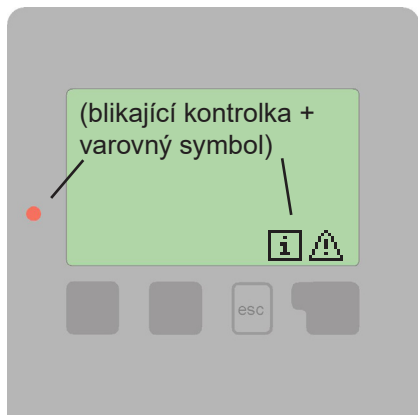 (blikající kontrolka +
varovný symbol)
i
esc